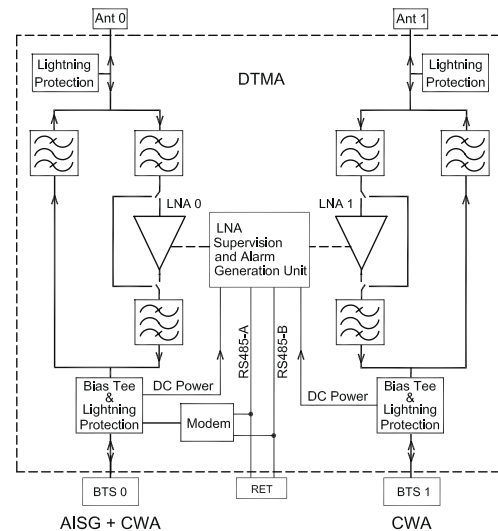 Ant 0
Ant 1
Lightning
Protection
DTMA
Lightning
Protection
LNA 0
LNA 1
LNA
Supervision
and Alarm
Generation Unit
RS485-A
RS485-B
Bias Tee
&
Lightning
Protection
DC Power
Modem
DC Power
Bias Tee
&
Lightning
Protection
BTS 0
RET
BTS 1
AISG + CWA
CWA